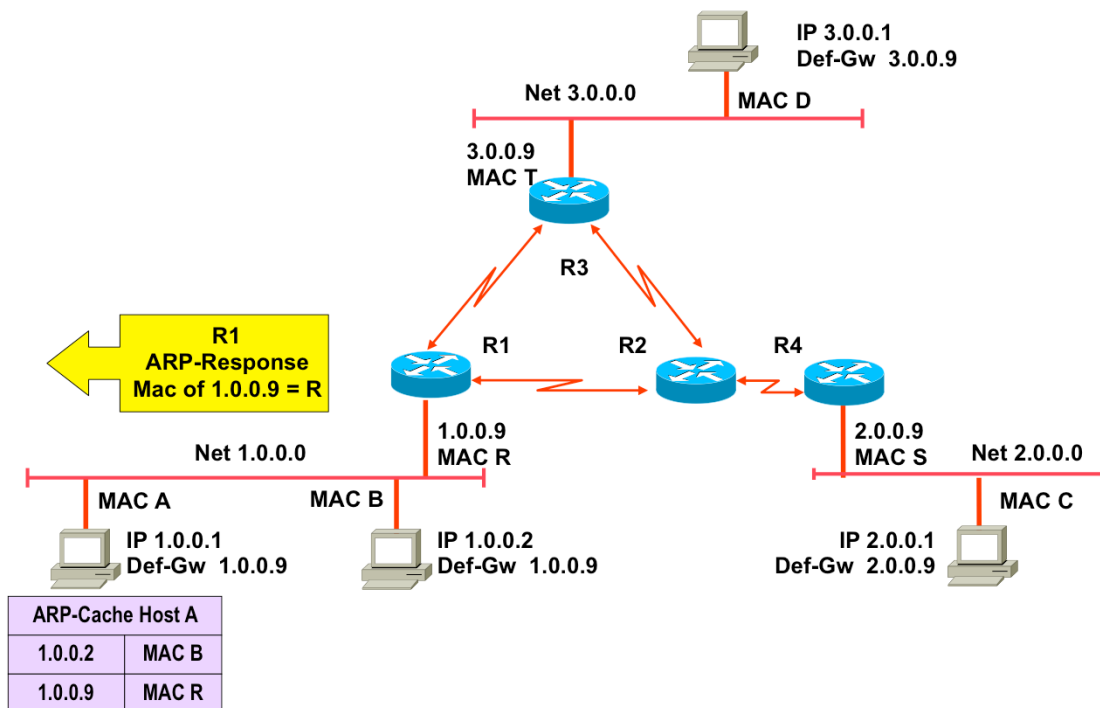 IP 3.0.0.1
Def-Gw 3.0.0.9
Net 3.0.0.0
MAC D
3.0.0.9
MAC T
R3
R1
ARP-Response
Mac of 1.0.0.9 = R
R1
R2
R4
1.0.0.9
MAC R
2.0.0.9
MAC S
Net 1.0.0.0
Net 2.0.0.0
MAC A
MAC B
MAC C
IP 1.0.0.1
Def-Gw 1.0.0.9
IP 1.0.0.2
Def-Gw 1.0.0.9
IP 2.0.0.1
Def-Gw 2.0.0.9
ARP-Cache Host A
1.0.0.2 MAC B
1.0.0.9 MAC R